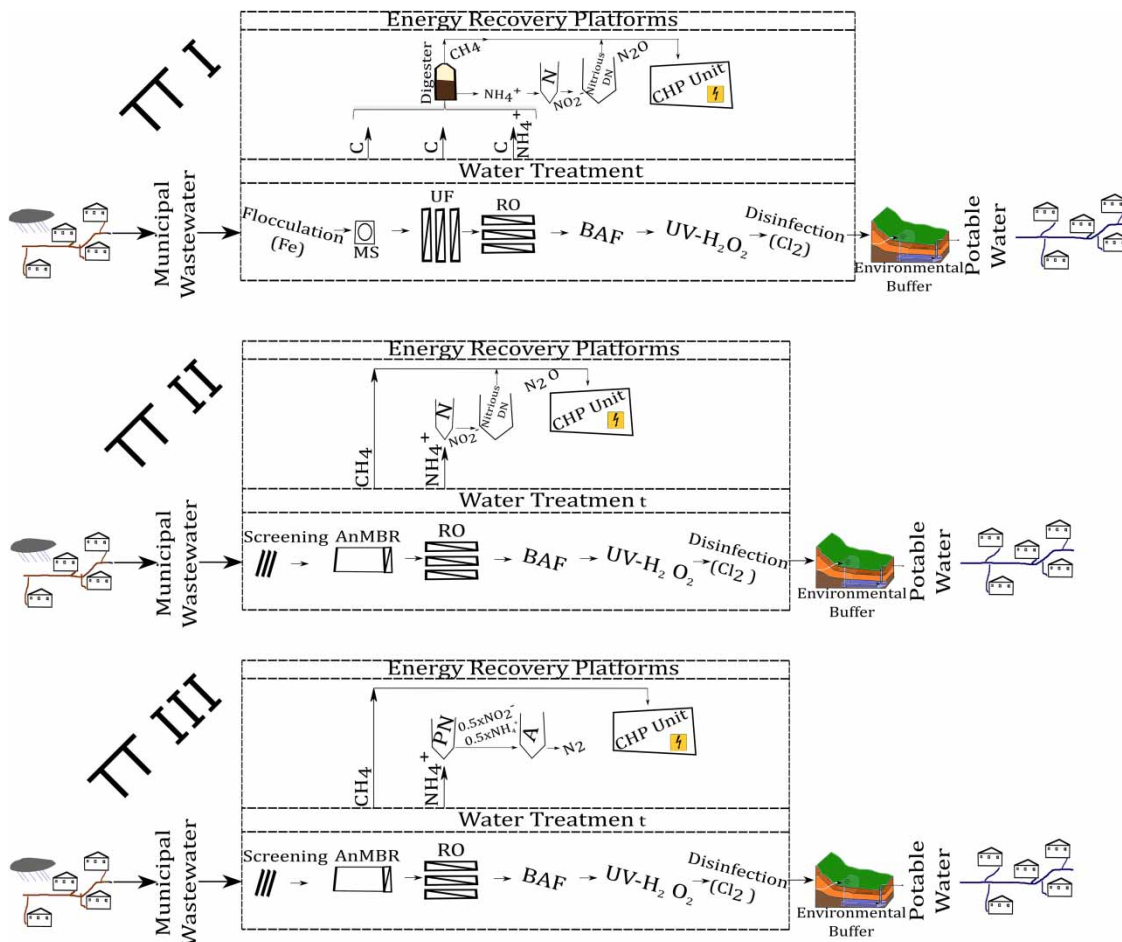 TT I
Energy Recovery Platforms
CH4
Digester
NH₄⁺
N
NO₂⁻
Nitrious
DN
N₂O
CHP Unit
C
C
C
NH₄⁺
Water Treatment
Municipal
Wastewater
Flocculation
(Fe)
MS
UF
RO
BAF
UV-H₂O₂
Disinfection
(Cl2)
Environmental
Buffer
Potable
Water
TT II
Energy Recovery Platforms
CH4
NH₄⁺
N
NO₂⁻
Nitrious
DN
N₂ O
CHP Unit
Water Treatmen t
Municipal
Wastewater
Screening
AnMBR
RO
BAF
UV-H₂ O₂
Disinfection
(Cl₂ )
Environmental
Buffer
Potable
Water
TT III
Energy Recovery Platforms
CH4
NH₄⁺
PN
0.5xNO₂⁻
0.5xNH₄⁺
A
N2
CHP Unit
Water Treatmen t
Municipal
Wastewater
Screening
AnMBR
RO
BAF
UV-H₂ O₂
Disinfection
(Cl₂ )
Environmental
Buffer
Potable
Water